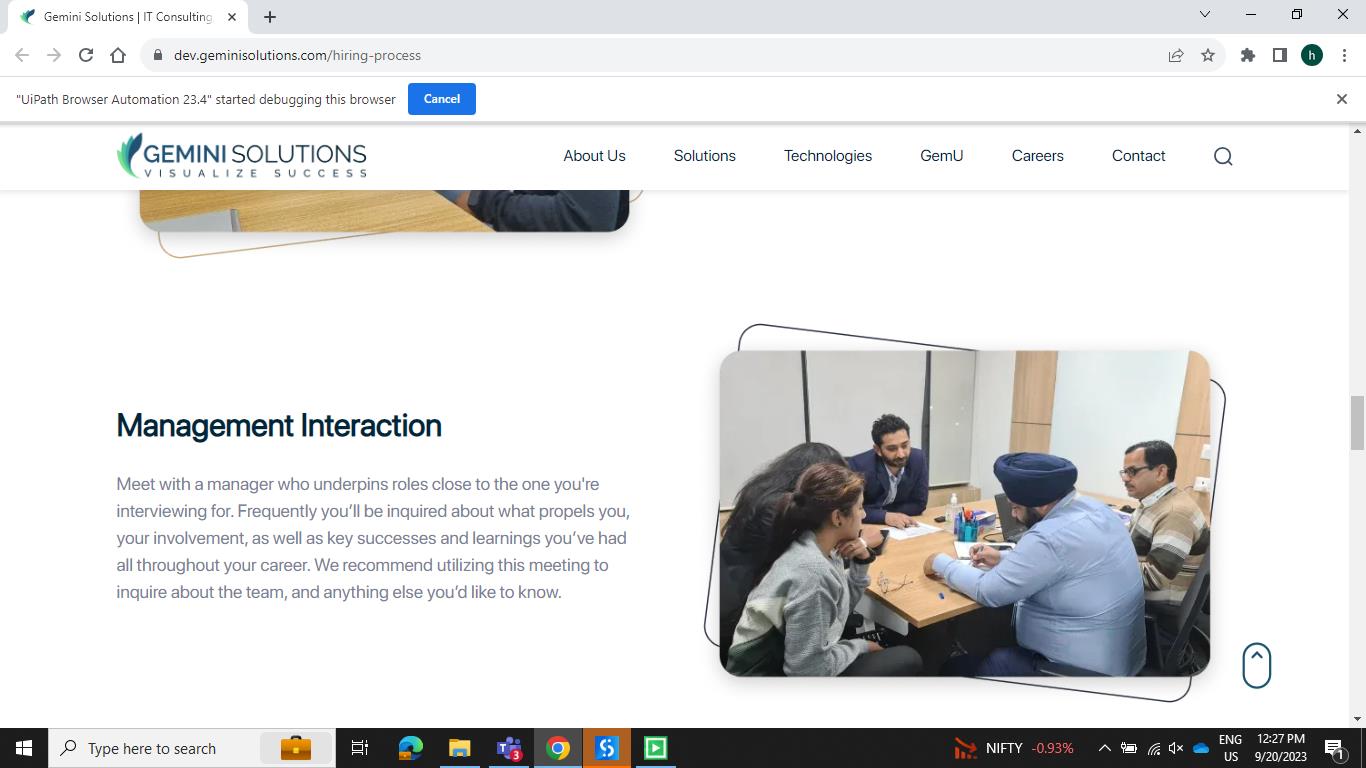 Gemini Solutions | IT Consulting
dev.geminisolutions.com/hiring-process
h
"UiPath Browser Automation 23.4" started debugging this browser
Cancel
GEMINI SOLUTIONS
VISUALIZE SUCCESS
About Us
Solutions
Technologies
GemU
Careers
Contact
Management Interaction
Meet with a manager who underpins roles close to the one you're
interviewing for. Frequently you’ll be inquired about what propels you,
your involvement, as well as key successes and learnings you’ve had
all throughout your career. We recommend utilizing this meeting to
inquire about the team, and anything else you’d like to know.
Type here to search
3
NIFTY -0.93%
ENG
US
12:27 PM
9/20/2023
1